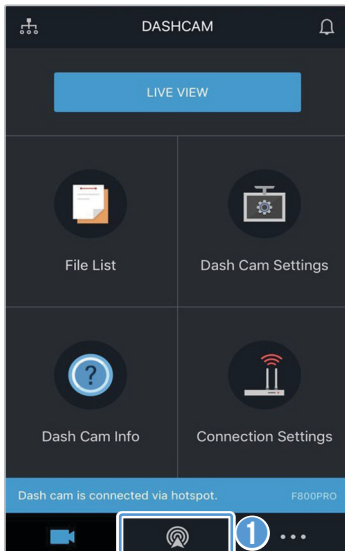 DASHCAM
LIVE VIEW
File List
Dash Cam Settings
?
Dash Cam Info
Connection Settings
Dash cam is connected via hotspot.
F800PRO
1